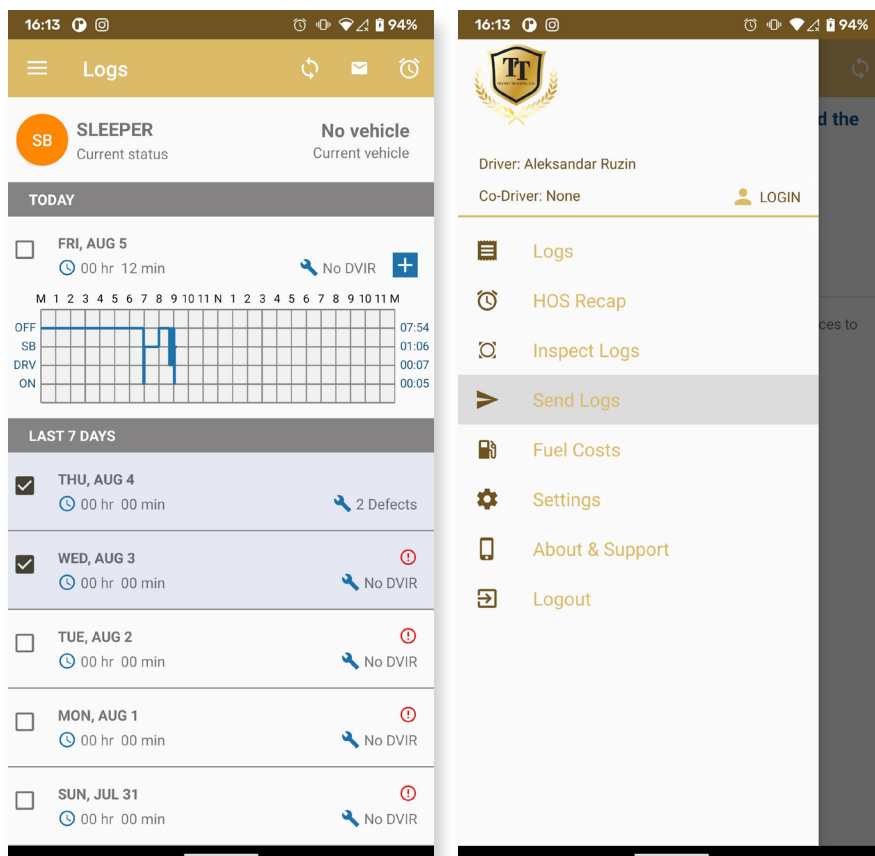 16:13 94%
Logs
SB
SLEEPER
No vehicle
Current status
Current vehicle
TODAY
FRI, AUG 5
00 hr 12 min
No DVIR
M 1 2 3 4 5 6 7 8 9 10 11 N 1 2 3 4 5 6 7 8 9 10 11 M
OFF 07:54
SB 01:06
DRV 00:07
ON 00:05
LAST 7 DAYS
THU, AUG 4
00 hr 00 min
2 Defects
WED, AUG 3
00 hr 00 min
No DVIR
TUE, AUG 2
00 hr 00 min
No DVIR
MON, AUG 1
00 hr 00 min
No DVIR
SUN, JUL 31
00 hr 00 min
No DVIR
16:13 94%
TT
Driver: Aleksandar Ruzin
Co-Driver: None
LOGIN
Logs
HOS Recap
Inspect Logs
Send Logs
Fuel Costs
Settings
About & Support
Logout
d the
ces to